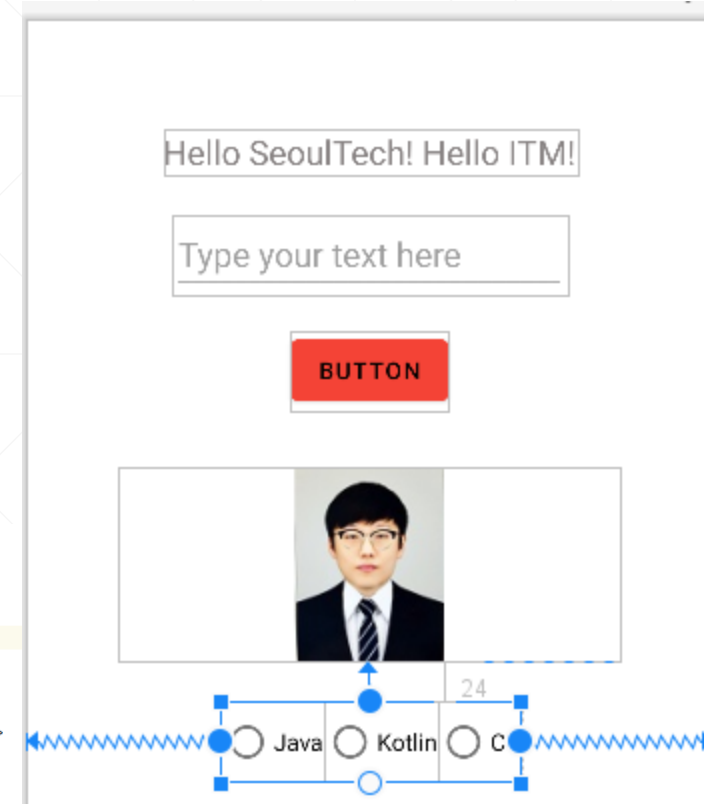 Hello SeoulTech! Hello ITM!
Type your text here
BUTTON
24
Java Kotlin C